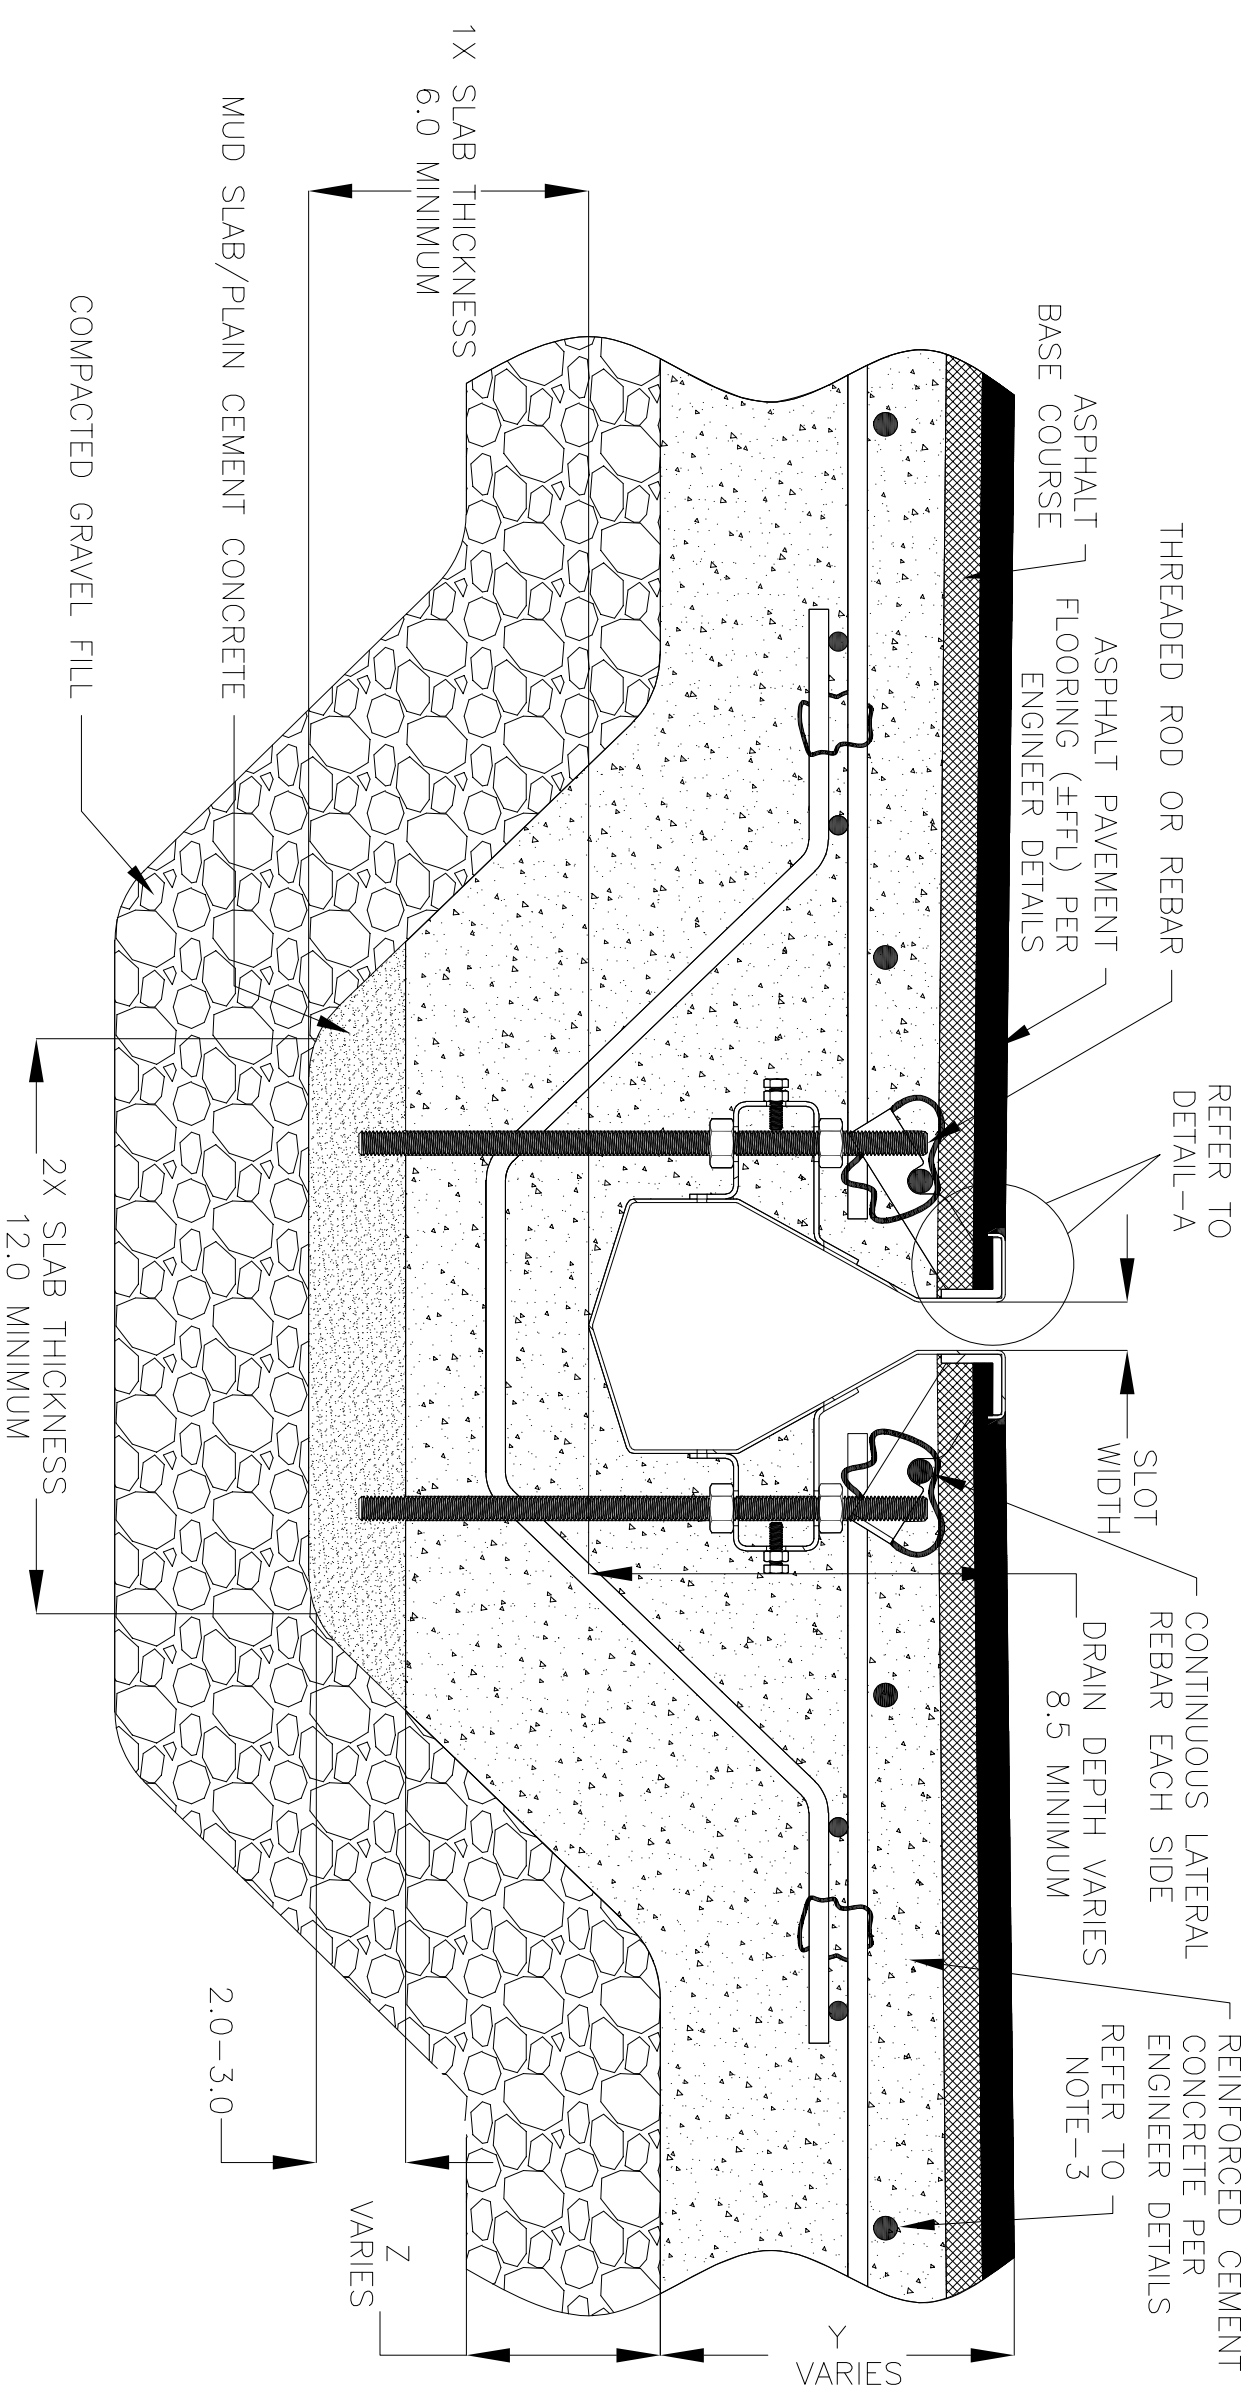 REFER TO
DETAIL-A
SLOT
WIDTH
CONTINUOUS LATERAL
REBAR EACH SIDE
REINFORCED CEMENT
CONCRETE PER
ENGINEER DETAILS
THREADED ROD OR REBAR
ASPHALT PAVEMENT
FLOORING (±FFL) PER
ENGINEER DETAILS
ASPHALT
BASE COURSE
DRAIN DEPTH VARIES
8.5 MINIMUM
REFER TO
NOTE-3
Y
VARIES
1X SLAB THICKNESS
6.0 MINIMUM
Z
VARIES
MUD SLAB/PLAIN CEMENT CONCRETE
2.0-3.0
COMPACTED GRAVEL FILL
2X SLAB THICKNESS
12.0 MINIMUM